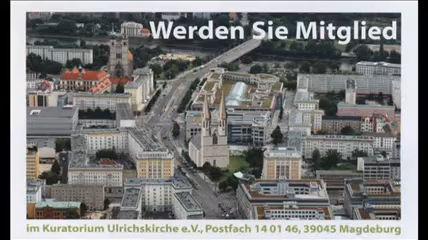 Werden Sie Mitglied
im Kuratorium Ulrichskirche e.V., Postfach 14 01 46, 39045 Magdeburg